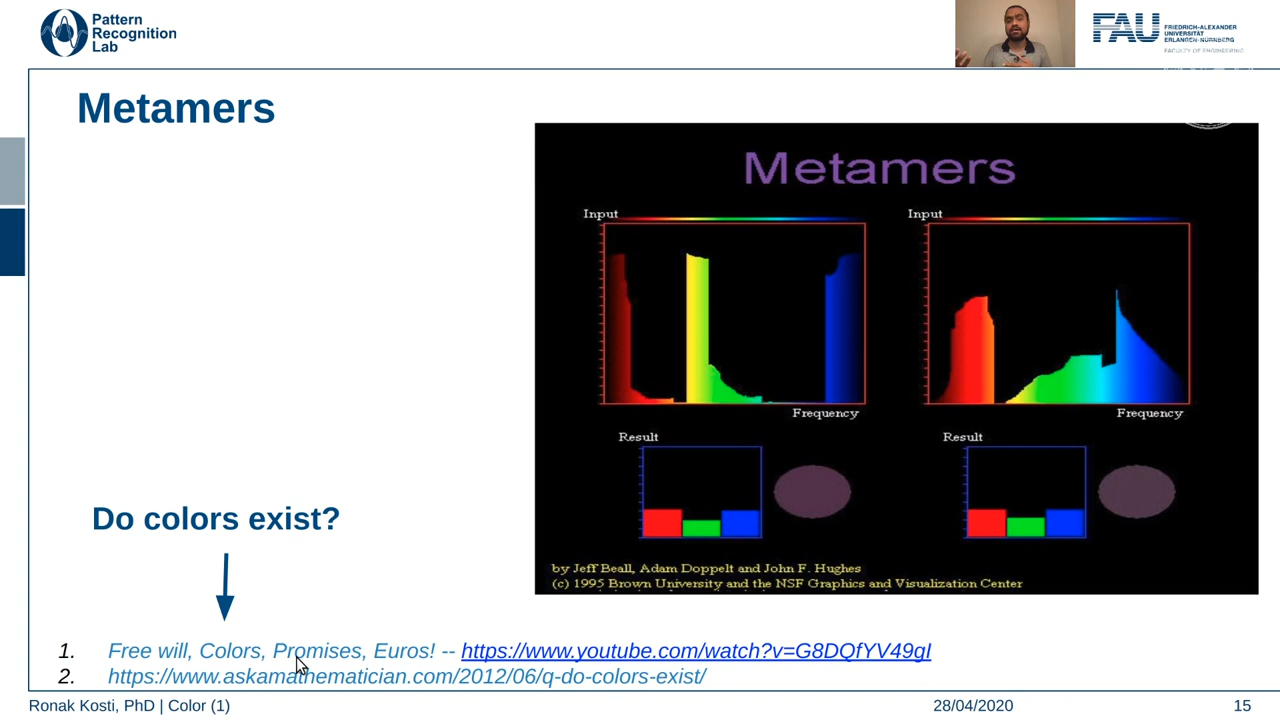 Pattern
Recognition
Lab
FAU
FRIEDRICH-ALEXANDER
UNIVERSITÄT
ERLANGEN-NÜRNBERG
FACULTY OF ENGINEERING
Metamers
Metamers
Input
Input
Frequency
Frequency
Result
Result
by Jeff Beall, Adam Doppelt and John F. Hughes
(c) 1995 Brown University and the NSF Graphics and Visualization Center
Do colors exist?
1. Free will, Colors, Promises, Euros! -- https://www.youtube.com/watch?v=G8DQfYV49gI
2. https://www.askamathematician.com/2012/06/q-do-colors-exist/
Ronak Kosti, PhD | Color (1)
28/04/2020
15